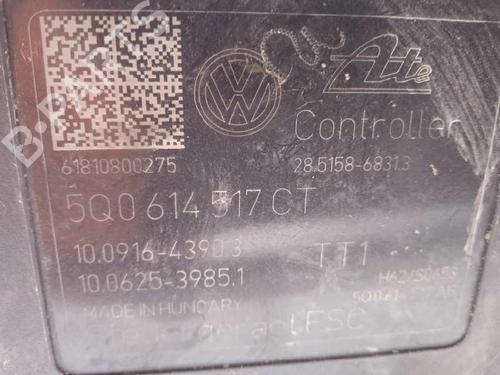 B-PARTS
Ate
Controller
61810800275
28.5158-6831.3
5Q0 614 517 CT
10.0916-4390.3
TT1
10.0625-3985.1
MADE IN HUNGARY